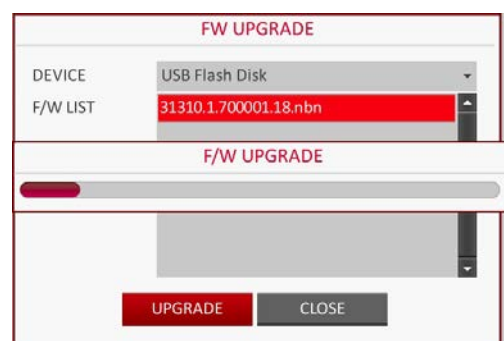 FW UPGRADE
DEVICE USB Flash Disk
F/W LIST 31310.1.700001.18.nbn
F/W UPGRADE
UPGRADE CLOSE